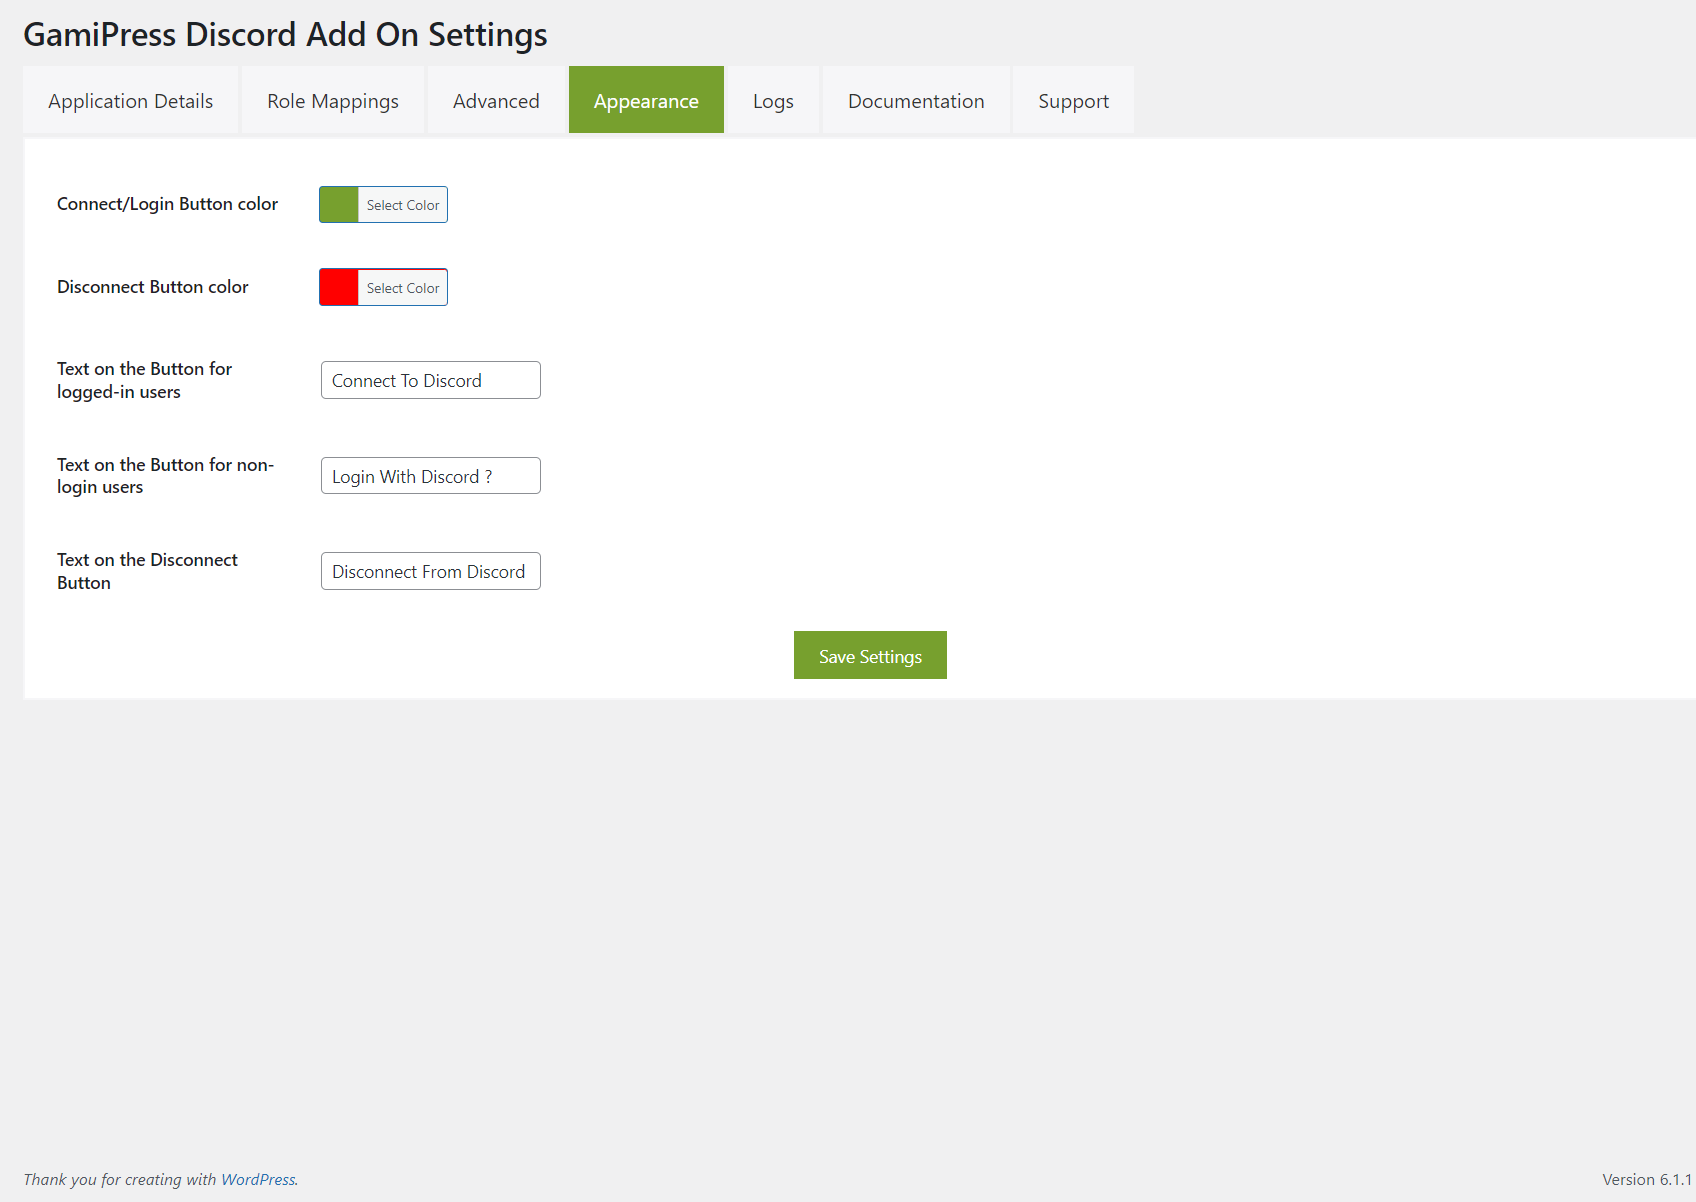 GamiPress Discord Add On Settings
Application Details Role Mappings Advanced Appearance Logs Documentation Support
Connect/Login Button color Select Color
Disconnect Button color Select Color
Text on the Button for
logged-in users
Connect To Discord
Text on the Button for non-
login users
Login With Discord ?
Text on the Disconnect
Button
Disconnect From Discord
Save Settings
Thank you for creating with WordPress. Version 6.1.1